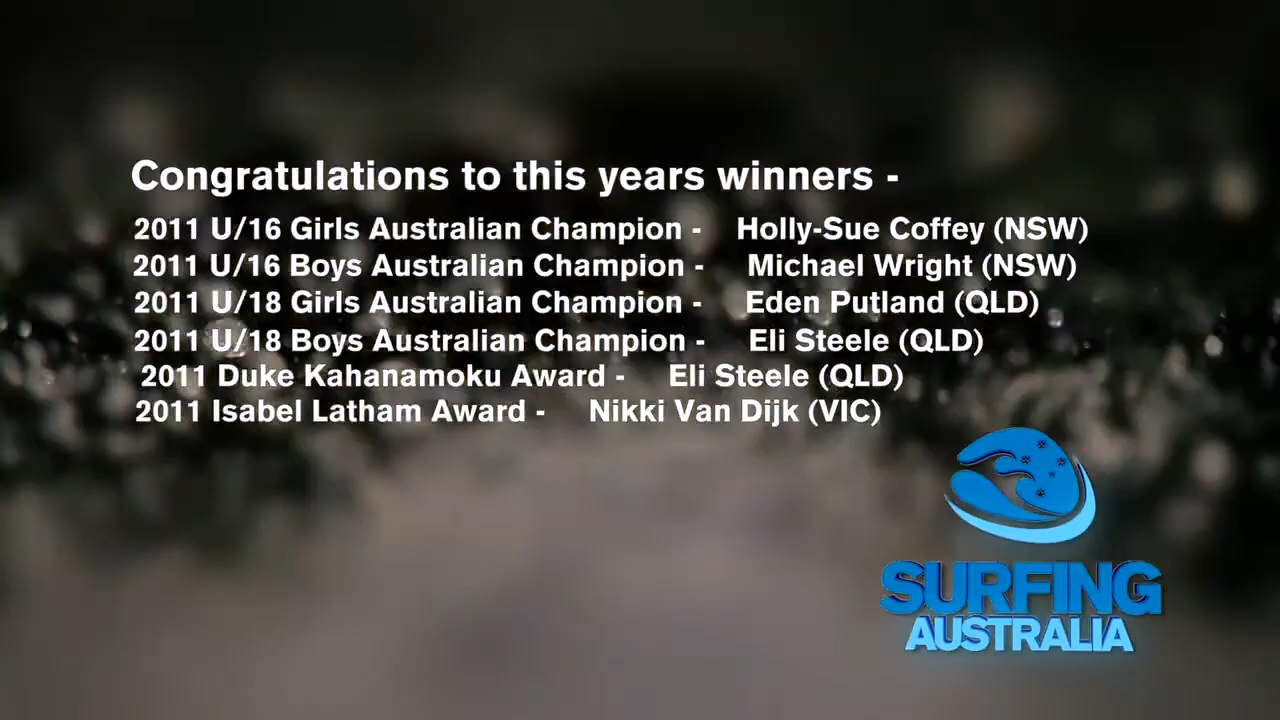 Congratulations to this years winners -
2011 U/16 Girls Australian Champion - Holly-Sue Coffey (NSW)
2011 U/16 Boys Australian Champion - Michael Wright (NSW)
2011 U/18 Girls Australian Champion - Eden Putland (QLD)
2011 U/18 Boys Australian Champion - Eli Steele (QLD)
2011 Duke Kahanamoku Award - Eli Steele (QLD)
2011 Isabel Latham Award - Nikki Van Dijk (VIC)
SURFING
AUSTRALIA